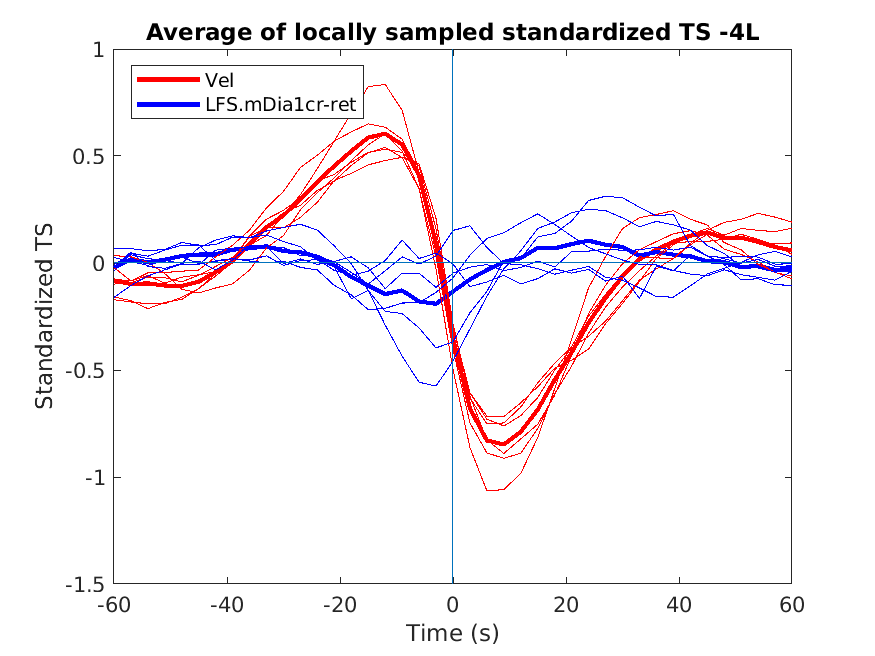 Average of locally sampled standardized TS -4L
Vel
LFS.mDia1cr-ret
Standardized TS
1
0.5
0
-0.5
-1
-1.5
-60
-40
-20
0
20
40
60
Time (s)